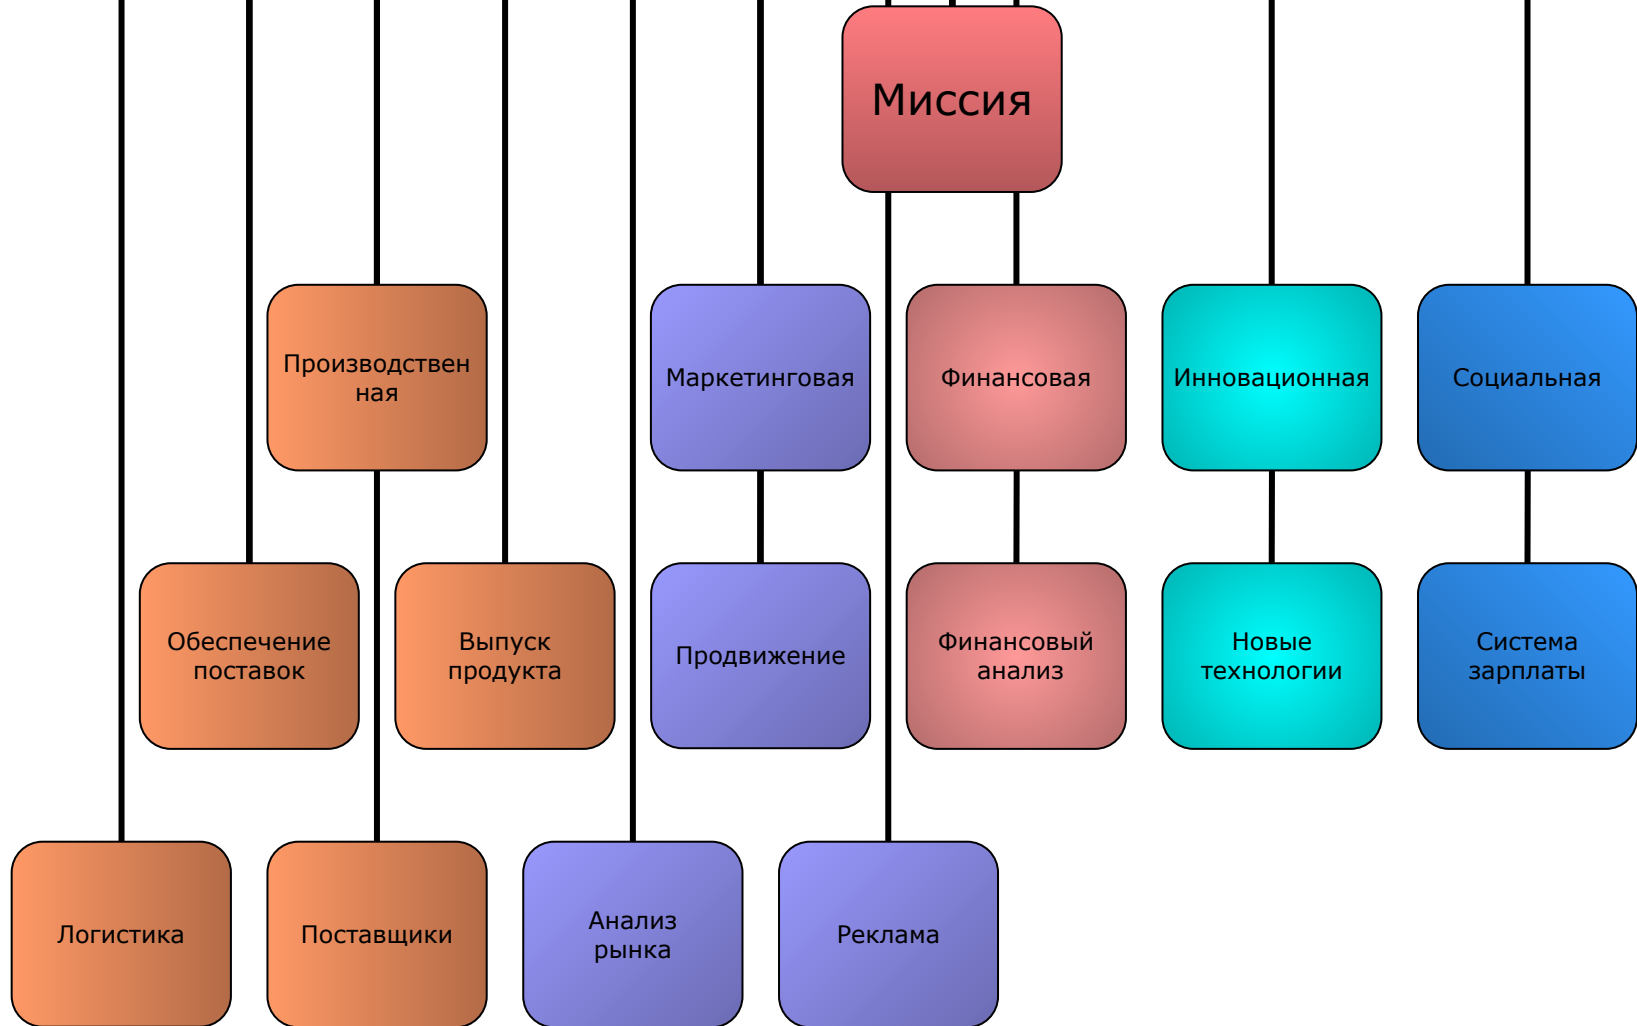 Миссия
Производствен
ная
Маркетинговая
Финансовая
Инновационная
Социальная
Обеспечение
поставок
Выпуск
продукта
Продвижение
Финансовый
анализ
Новые
технологии
Система
зарплаты
Логистика
Поставщики
Анализ
рынка
Реклама